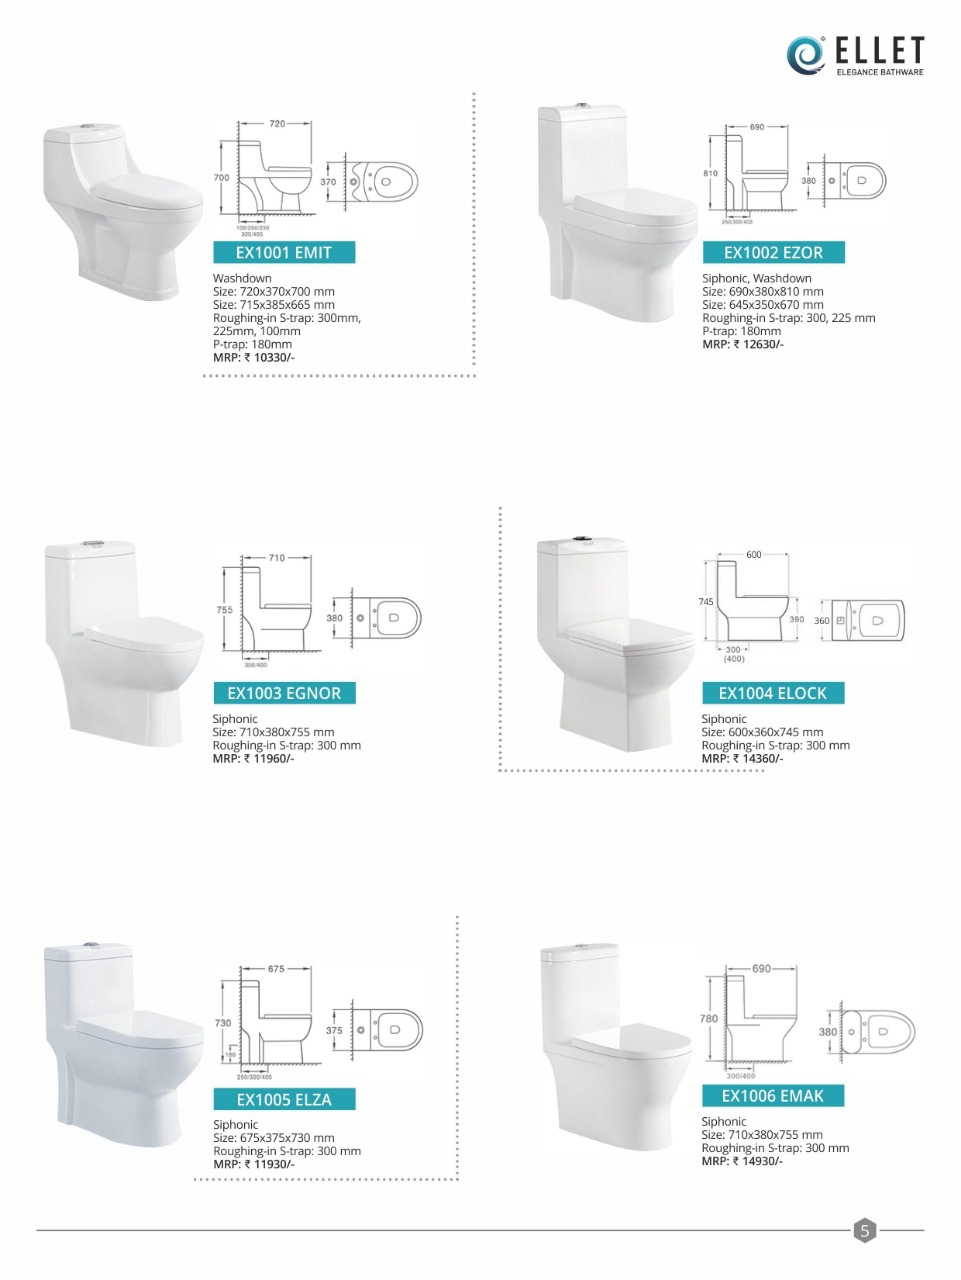 ELLET
ELEGANCE BATHWARE
720
700
370
100/200/250
300/400
EX1001 EMIT
Washdown
Size: 720x370x700 mm
Size: 715x385x665 mm
Roughing-in S-trap: 300mm,
225mm, 100mm
P-trap: 180mm
MRP: ₹ 10330/-
690
810
380
250/300/400
EX1002 EZOR
Siphonic, Washdown
Size: 690x380x810 mm
Size: 645x350x670 mm
Roughing-in S-trap: 300, 225 mm
P-trap: 180mm
MRP: ₹ 12630/-
710
755
380
300/400
EX1003 EGNOR
Siphonic
Size: 710x380x755 mm
Roughing-in S-trap: 300 mm
MRP: ₹ 11960/-
600
745
390
360
300
(400)
EX1004 ELOCK
Siphonic
Size: 600x360x745 mm
Roughing-in S-trap: 300 mm
MRP: ₹ 14360/-
675
730
375
250/300/400
EX1005 ELZA
Siphonic
Size: 675x375x730 mm
Roughing-in S-trap: 300 mm
MRP: ₹ 11930/-
690
780
380
300/400
EX1006 EMAK
Siphonic
Size: 710x380x755 mm
Roughing-in S-trap: 300 mm
MRP: ₹ 14930/-
5